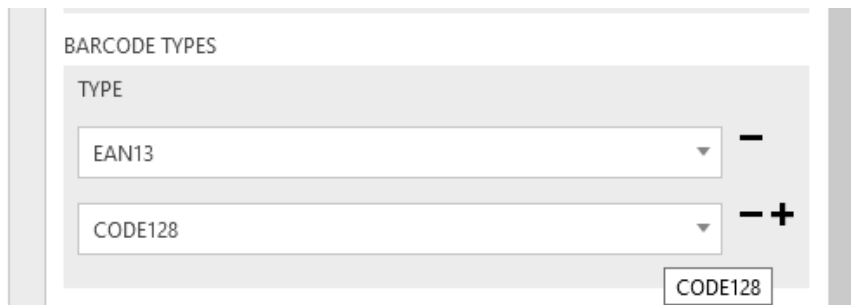 BARCODE TYPES
TYPE
EAN13
CODE128
CODE128